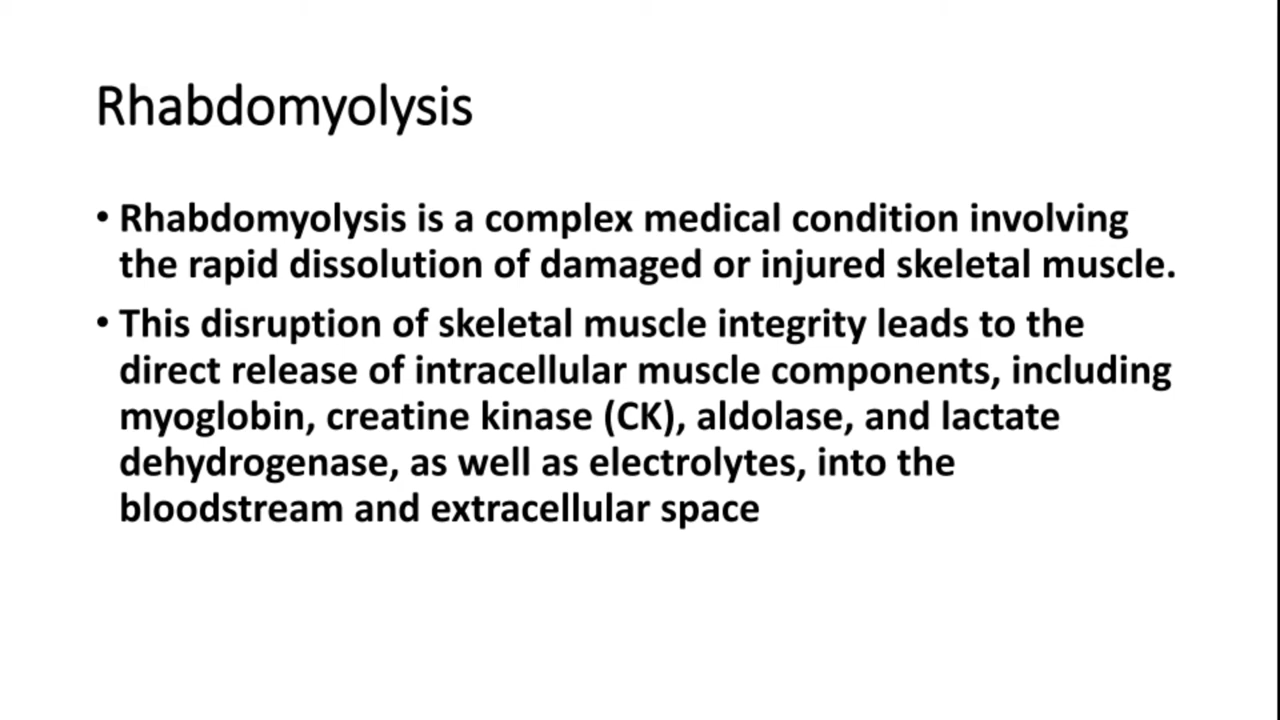 Rhabdomyolysis
• Rhabdomyolysis is a complex medical condition involving
the rapid dissolution of damaged or injured skeletal muscle.
• This disruption of skeletal muscle integrity leads to the
direct release of intracellular muscle components, including
myoglobin, creatine kinase (CK), aldolase, and lactate
dehydrogenase, as well as electrolytes, into the
bloodstream and extracellular space